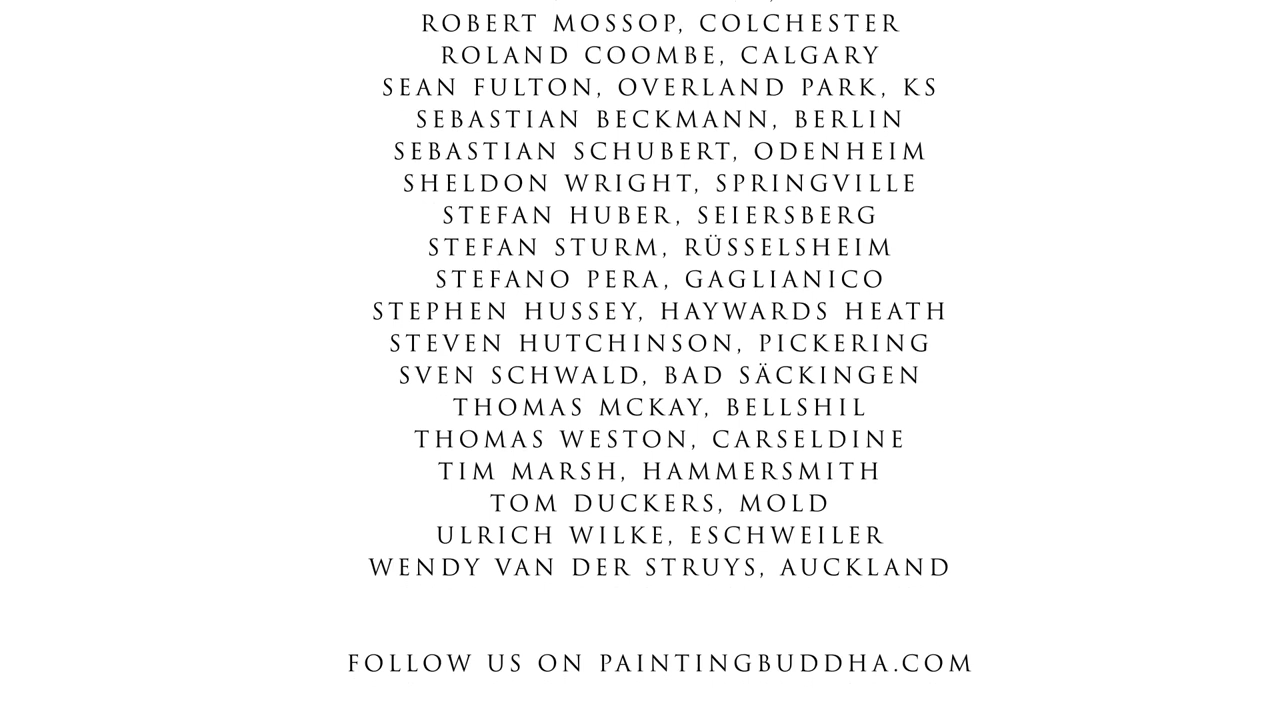 ROBERT MOSSOP, COLCHESTER
ROLAND COOMBE, CALGARY
SEAN FULTON, OVERLAND PARK, KS
SEBASTIAN BECKMANN, BERLIN
SEBASTIAN SCHUBERT, ODENHEIM
SHELDON WRIGHT, SPRINGVILLE
STEFAN HUBER, SEIERSBERG
STEFAN STURM, RÜSSELSHEIM
STEFANO PERA, GAGLIANICO
STEPHEN HUSSEY, HAYWARDS HEATH
STEVEN HUTCHINSON, PICKERING
SVEN SCHWALD, BAD SÄCKINGEN
THOMAS MCKAY, BELLSHIL
THOMAS WESTON, CARSELDINE
TIM MARSH, HAMMERSMITH
TOM DUCKERS, MOLD
ULRICH WILKE, ESCHWEILER
WENDY VAN DER STRUYS, AUCKLAND
FOLLOW US ON PAINTINGBUDDHA.COM